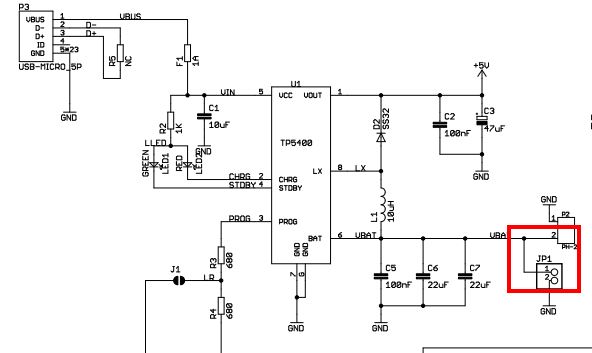 P3
VBUS 1 VBUS
D- 2 D-
D+ 3 D+
ID 4
GND 5*23
USB-MICRO_5P
R5
NC
F1
1A
GND
VIN
R2
1K
C1
10uF
GND
LLED
GREEN
LED1
RED
LED2
CHRG
STDBY
PROG
U1
5 VCC VOUT 1
TP5400
LX 8 LX
2 CHRG
4 STDBY
3 PROG
BAT 6 VBAT
GND
GND
7
9
GND
+5V
D2
SS32
C2
100nF
C3
47uF
GND
L1
10uH
C5
100nF
C6
22uF
C7
22uF
GND
GND
P2
1
VBA
2
PH-2
JP1
1
2
GND
R3
680
J1
LR
R4
680